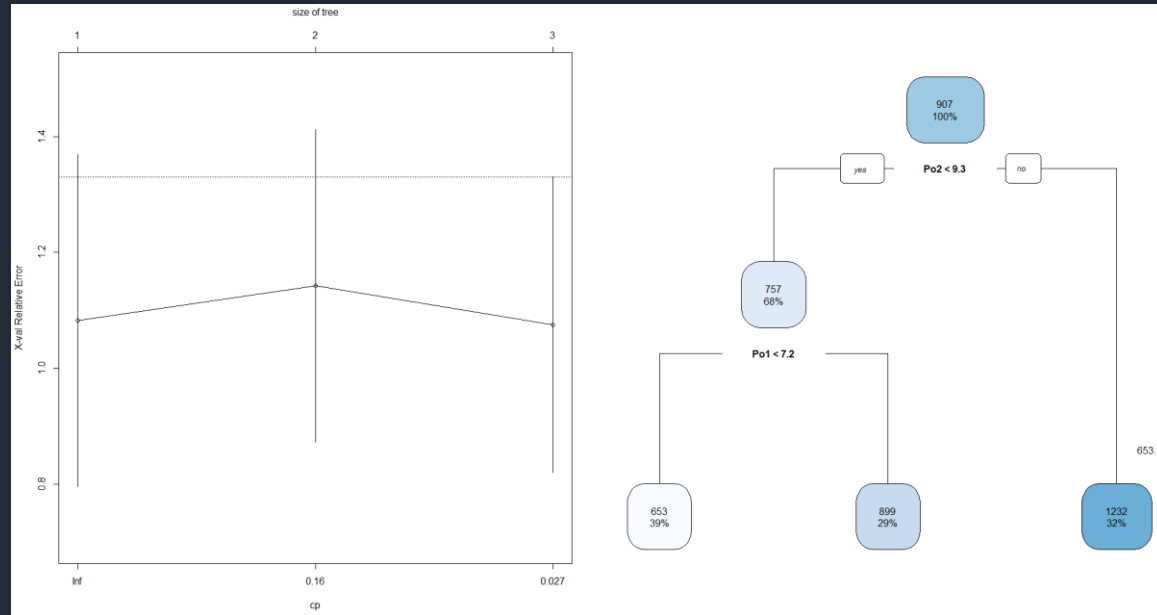 size of tree
1 2 3
X-val Relative Error
1.4
1.2
1.0
0.8
Inf 0.16 0.027
cp
907
100%
yes Po2 < 9.3 no
757
68%
Po1 < 7.2
653.
653
39%
899
29%
1232
32%